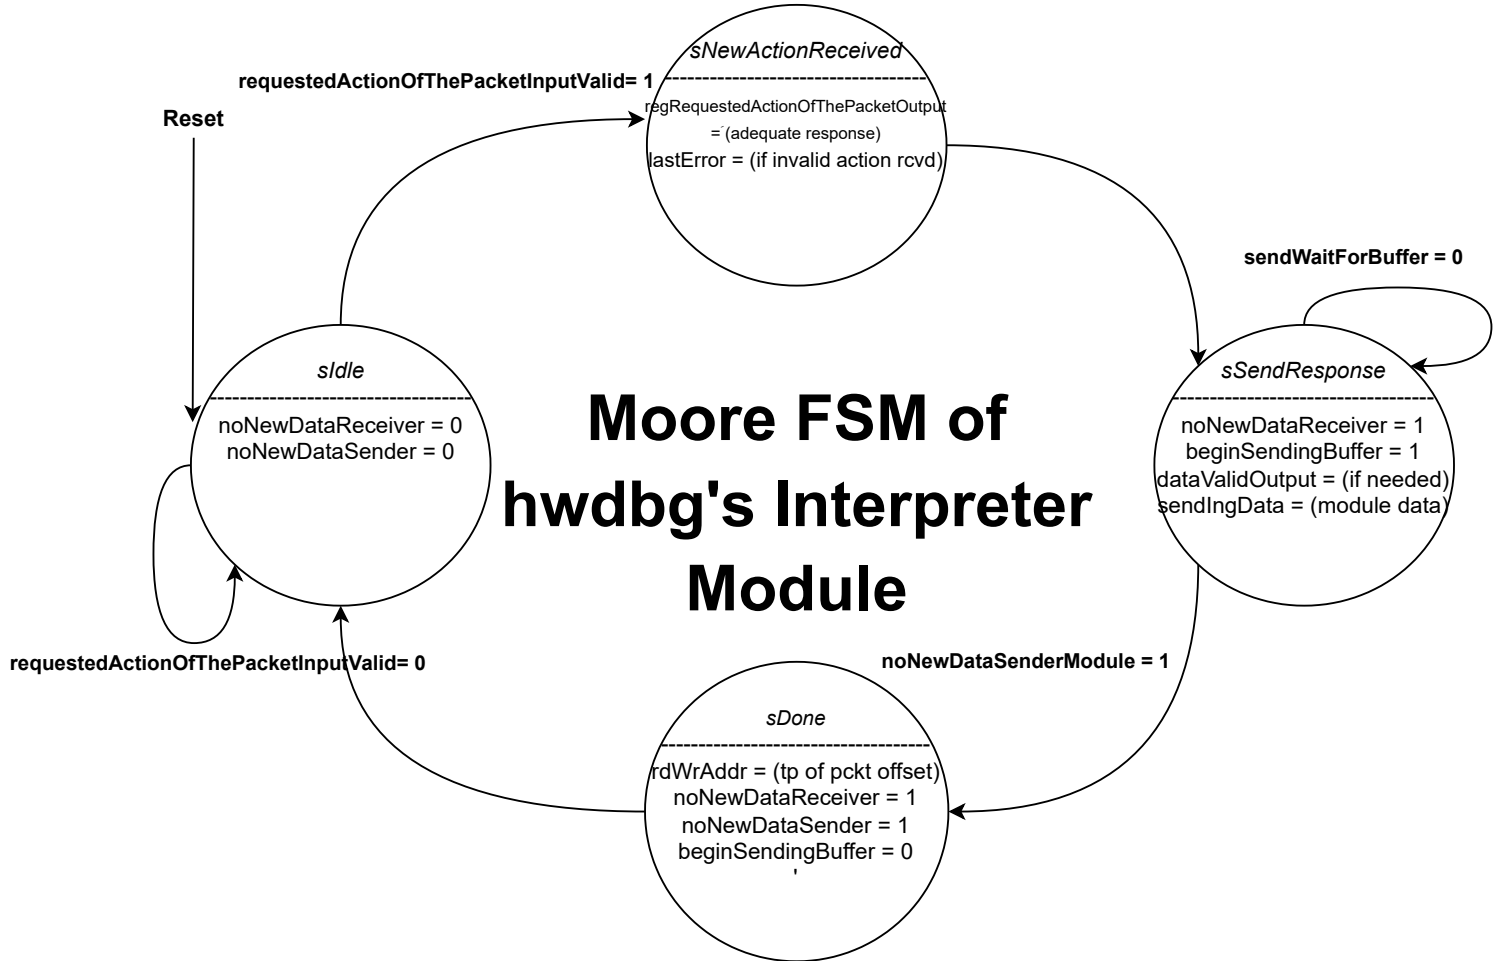 sNewActionReceived
------------------------------------
requestedActionOfThePacketInputValid= 1
regRequestedActionOfThePacketOutput
= (adequate response)
lastError = (if invalid action rcvd)
Reset
sendWaitForBuffer = 0
sIdle
------------------------------------
noNewDataReceiver = 0
noNewDataSender = 0
Moore FSM of
hwdbg's Interpreter
Module
sSendResponse
------------------------------------
noNewDataReceiver = 1
beginSendingBuffer = 1
dataValidOutput = (if needed)
sendIngData = (module data)
requestedActionOfThePacketInputValid= 0
noNewDataSenderModule = 1
sDone
------------------------------------
rdWrAddr = (tp of pckt offset)
noNewDataReceiver = 1
noNewDataSender = 1
beginSendingBuffer = 0
'